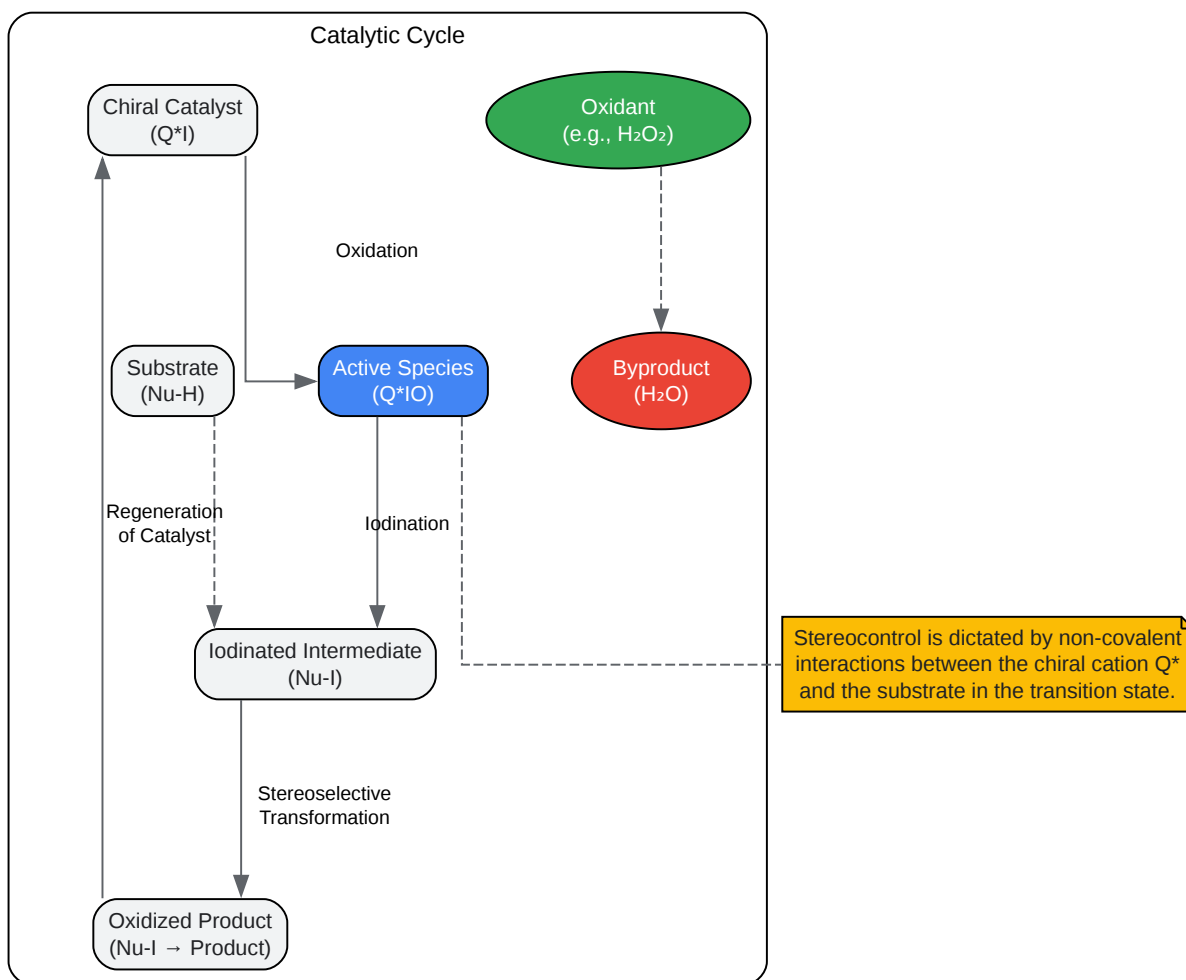 Catalytic Cycle
Chiral Catalyst
(Q*I)
Oxidant
(e.g., H₂O₂)
Oxidation
Substrate
(Nu-H)
Active Species
(Q*IO)
Byproduct
(H₂O)
Regeneration
of Catalyst
Iodination
Iodinated Intermediate
(Nu-I)
Stereocontrol is dictated by non-covalent
interactions between the chiral cation Q*
and the substrate in the transition state.
Stereoselective
Transformation
Oxidized Product
(Nu-I → Product)